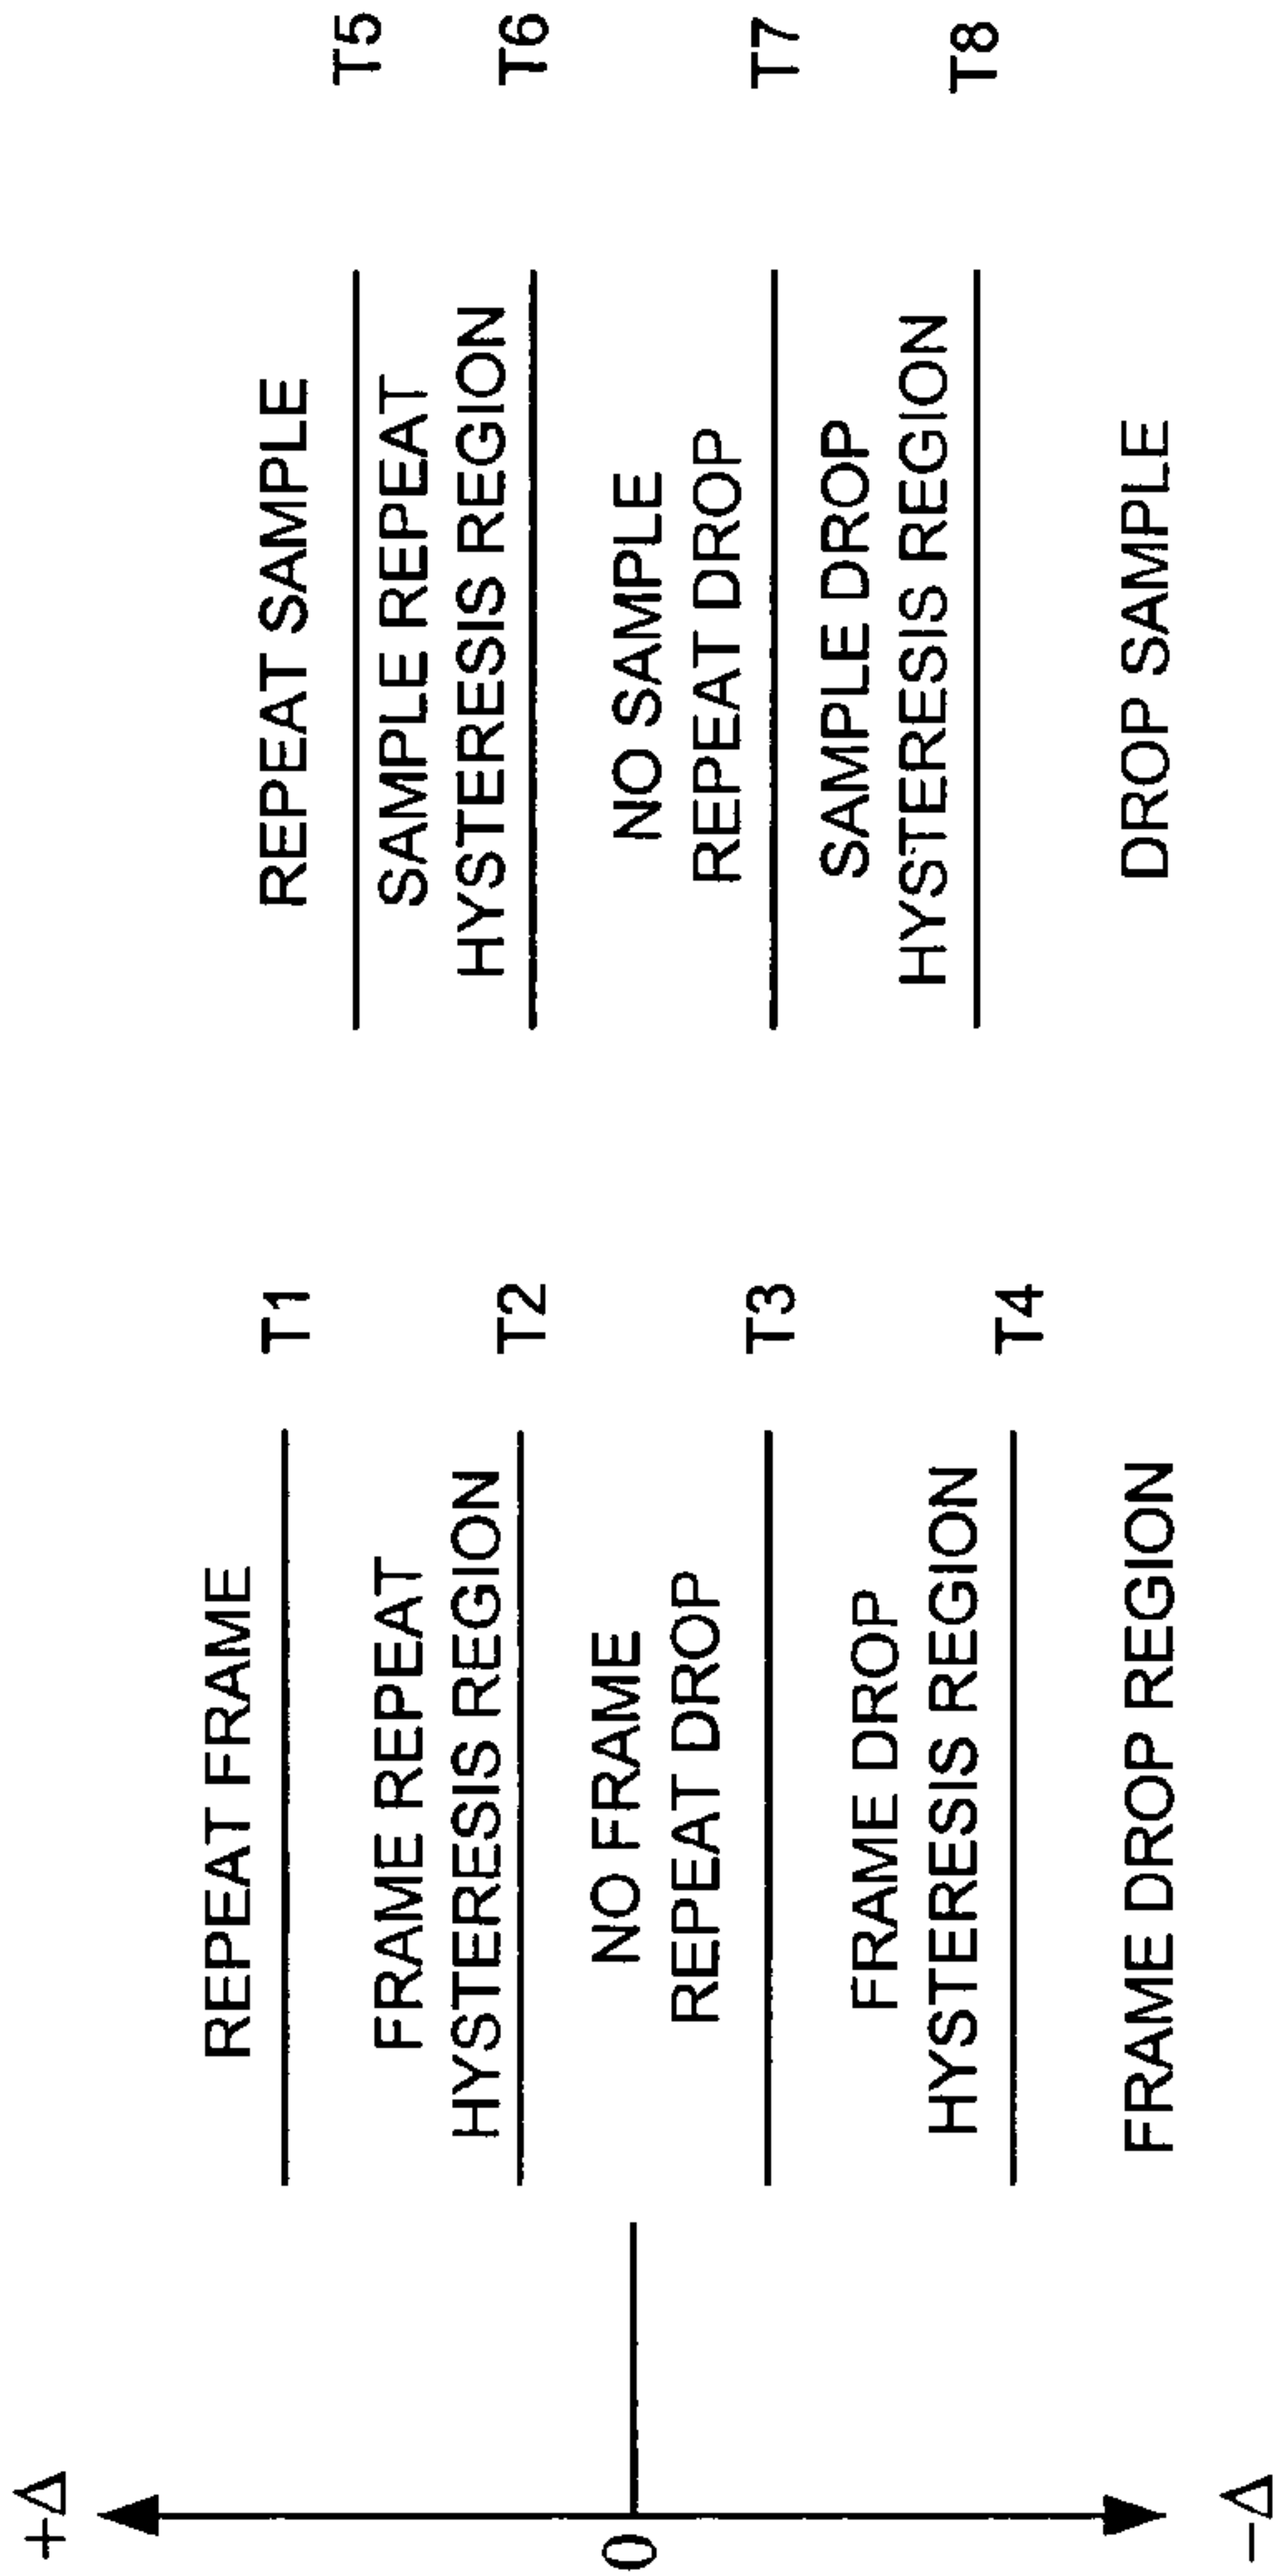 +Δ
0
−Δ
REPEAT FRAME
T1
FRAME REPEAT
HYSTERESIS REGION
T2
NO FRAME
REPEAT DROP
T3
FRAME DROP
HYSTERESIS REGION
T4
FRAME DROP REGION
REPEAT SAMPLE
T5
SAMPLE REPEAT
HYSTERESIS REGION
T6
NO SAMPLE
REPEAT DROP
T7
SAMPLE DROP
HYSTERESIS REGION
T8
DROP SAMPLE